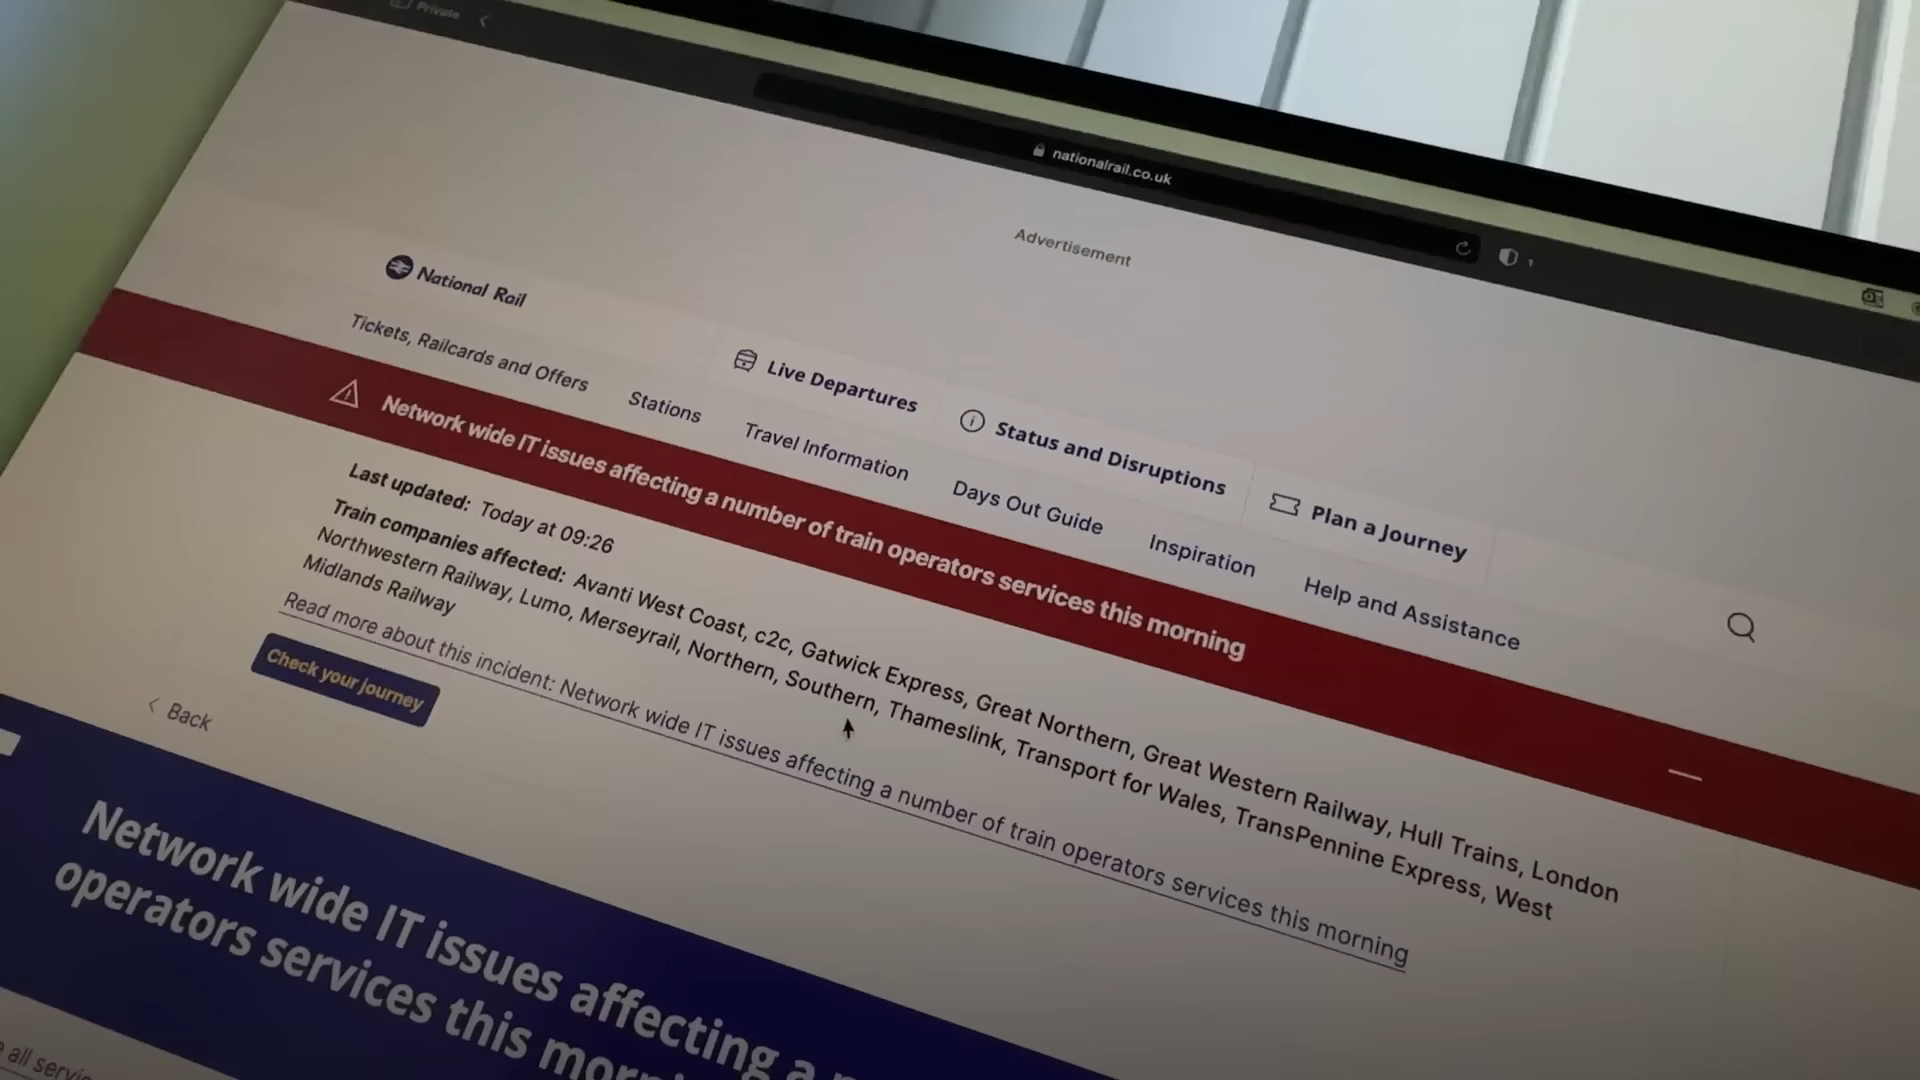 Private
nationalrail.co.uk
1
Advertisement
National Rail
Live Departures
Status and Disruptions
Plan a Journey
Tickets, Railcards and Offers
Stations
Travel Information
Days Out Guide
Inspiration
Help and Assistance
Network wide IT issues affecting a number of train operators services this morning
Last updated: Today at 09:26
Train companies affected: Avanti West Coast, c2c, Gatwick Express, Great Northern, Great Western Railway, Hull Trains, London
Northwestern Railway, Lumo, Merseyrail, Northern, Southern, Thameslink, Transport for Wales, TransPennine Express, West
Midlands Railway
Read more about this incident: Network wide IT issues affecting a number of train operators services this morning
Check your journey
Back
Network wide IT issues affecting a
operators services this
all